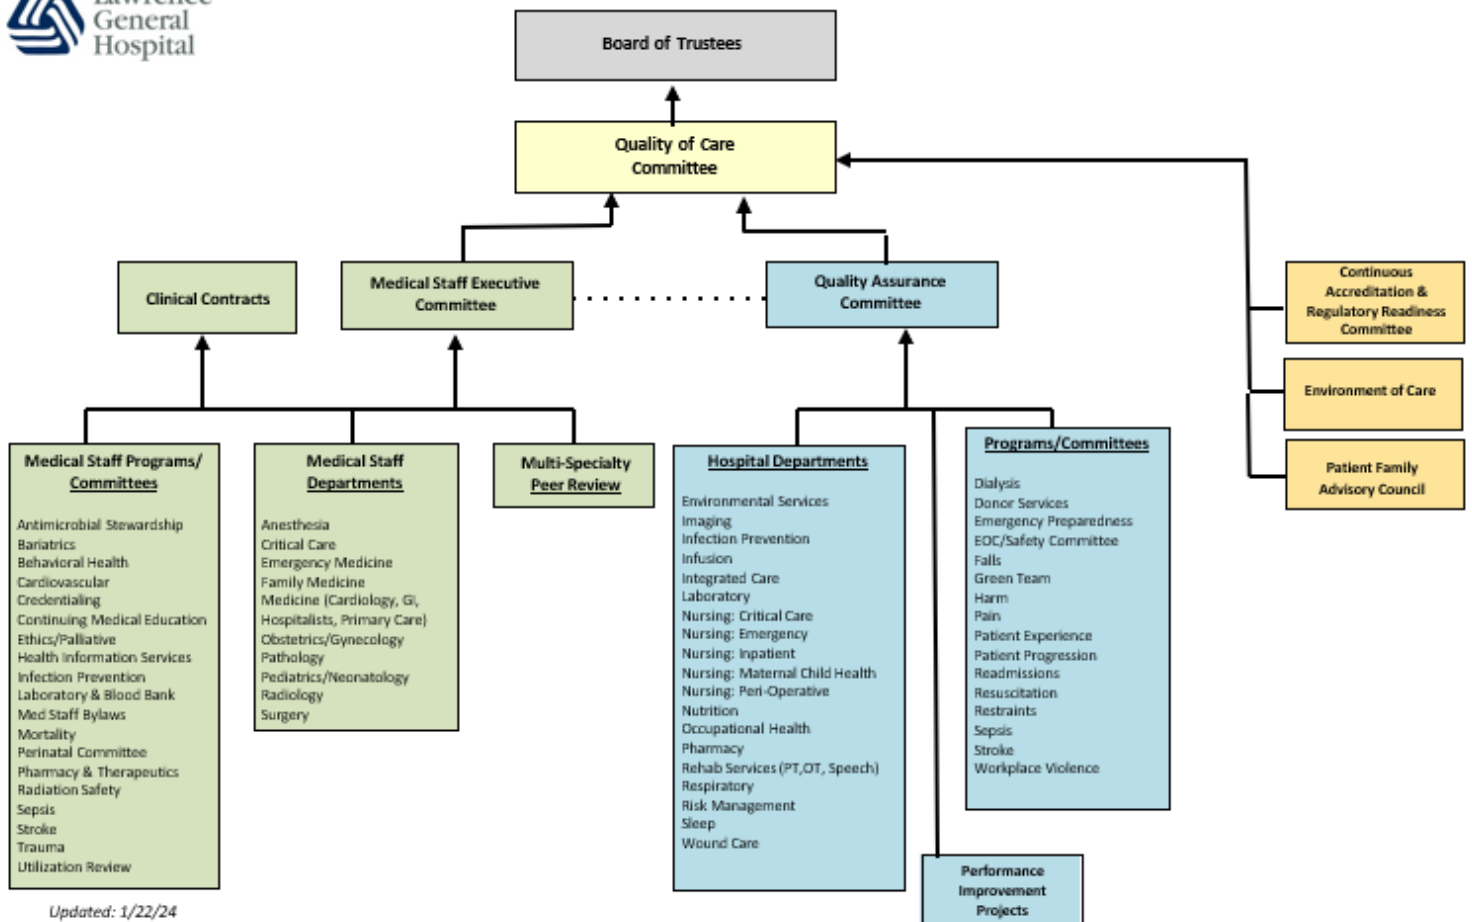 Lawrence
General
Hospital
Board of Trustees
Quality of Care
Committee
Clinical Contracts
Medical Staff Executive
Committee
Quality Assurance
Committee
Continuous
Accreditation &
Regulatory Readiness
Committee
Environment of Care
Patient Family
Advisory Council
Medical Staff Programs/
Committees
Antimicrobial Stewardship
Bariatrics
Behavioral Health
Cardiovascular
Credentialing
Continuing Medical Education
Ethics/Palliative
Health Information Services
Infection Prevention
Laboratory & Blood Bank
Med Staff Bylaws
Mortality
Perinatal Committee
Pharmacy & Therapeutics
Radiation Safety
Sepsis
Stroke
Trauma
Utilization Review
Medical Staff
Departments
Anesthesia
Critical Care
Emergency Medicine
Family Medicine
Medicine (Cardiology, GI,
Hospitalists, Primary Care)
Obstetrics/Gynecology
Pathology
Pediatrics/Neonatology
Radiology
Surgery
Multi-Specialty
Peer Review
Hospital Departments
Environmental Services
Imaging
Infection Prevention
Infusion
Integrated Care
Laboratory
Nursing: Critical Care
Nursing: Emergency
Nursing: Inpatient
Nursing: Maternal Child Health
Nursing: Peri-Operative
Nutrition
Occupational Health
Pharmacy
Rehab Services (PT,OT, Speech)
Respiratory
Risk Management
Sleep
Wound Care
Programs/Committees
Dialysis
Donor Services
Emergency Preparedness
EOC/Safety Committee
Falls
Green Team
Harm
Pain
Patient Experience
Patient Progression
Readmissions
Resuscitation
Restraints
Sepsis
Stroke
Workplace Violence
Performance
Improvement
Projects
Updated: 1/22/24